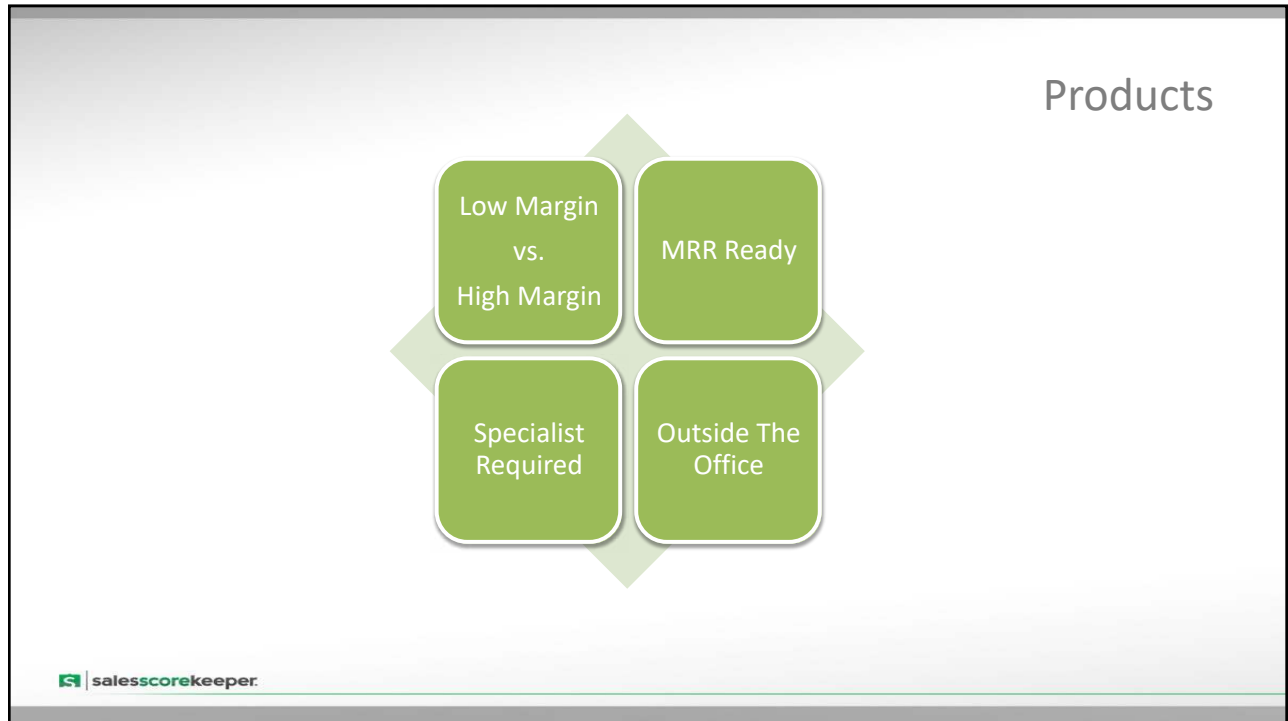 Products
Low Margin
vs.
High Margin
MRR Ready
Specialist
Required
Outside The
Office
salesscorekeeper.